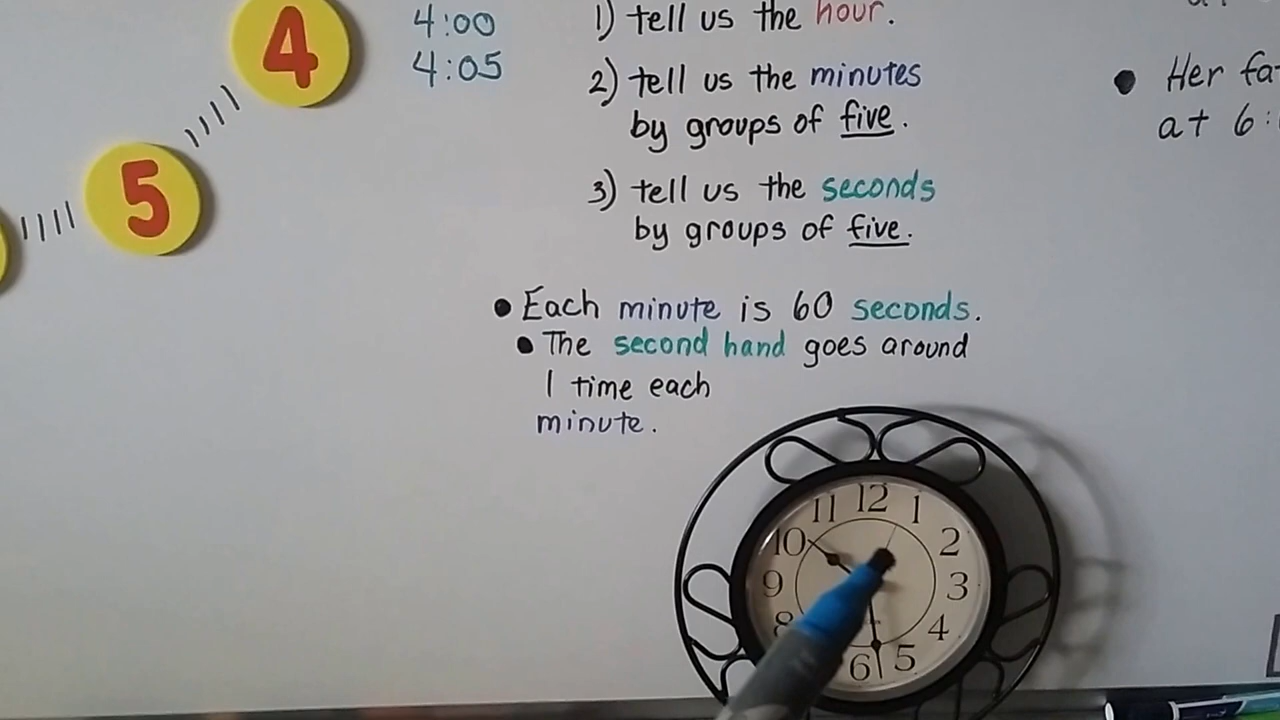 4
4:00
4:05
5
1) tell us the hour.
2) tell us the minutes
by groups of five.
3) tell us the seconds
by groups of five.
• Each minute is 60 seconds.
• The second hand goes around
1 time each
minute.
• Her
at 6:
12
11
1
10
2
9
3
8
4
6
5